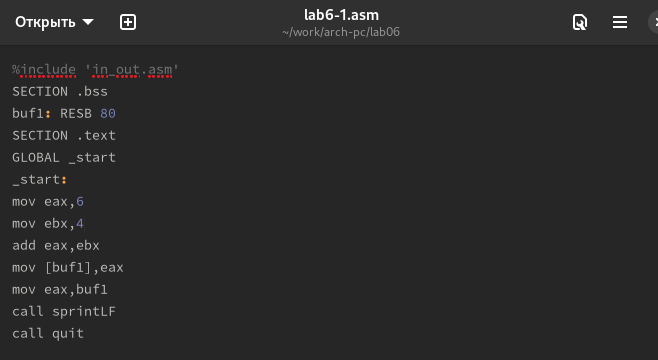 Открыть
lab6-1.asm
~/work/arch-pc/lab06
%include 'in_out.asm'
SECTION .bss
buf1: RESB 80
SECTION .text
GLOBAL _start
_start:
mov eax,6
mov ebx,4
add eax,ebx
mov [buf1],eax
mov eax,buf1
call sprintLF
call quit